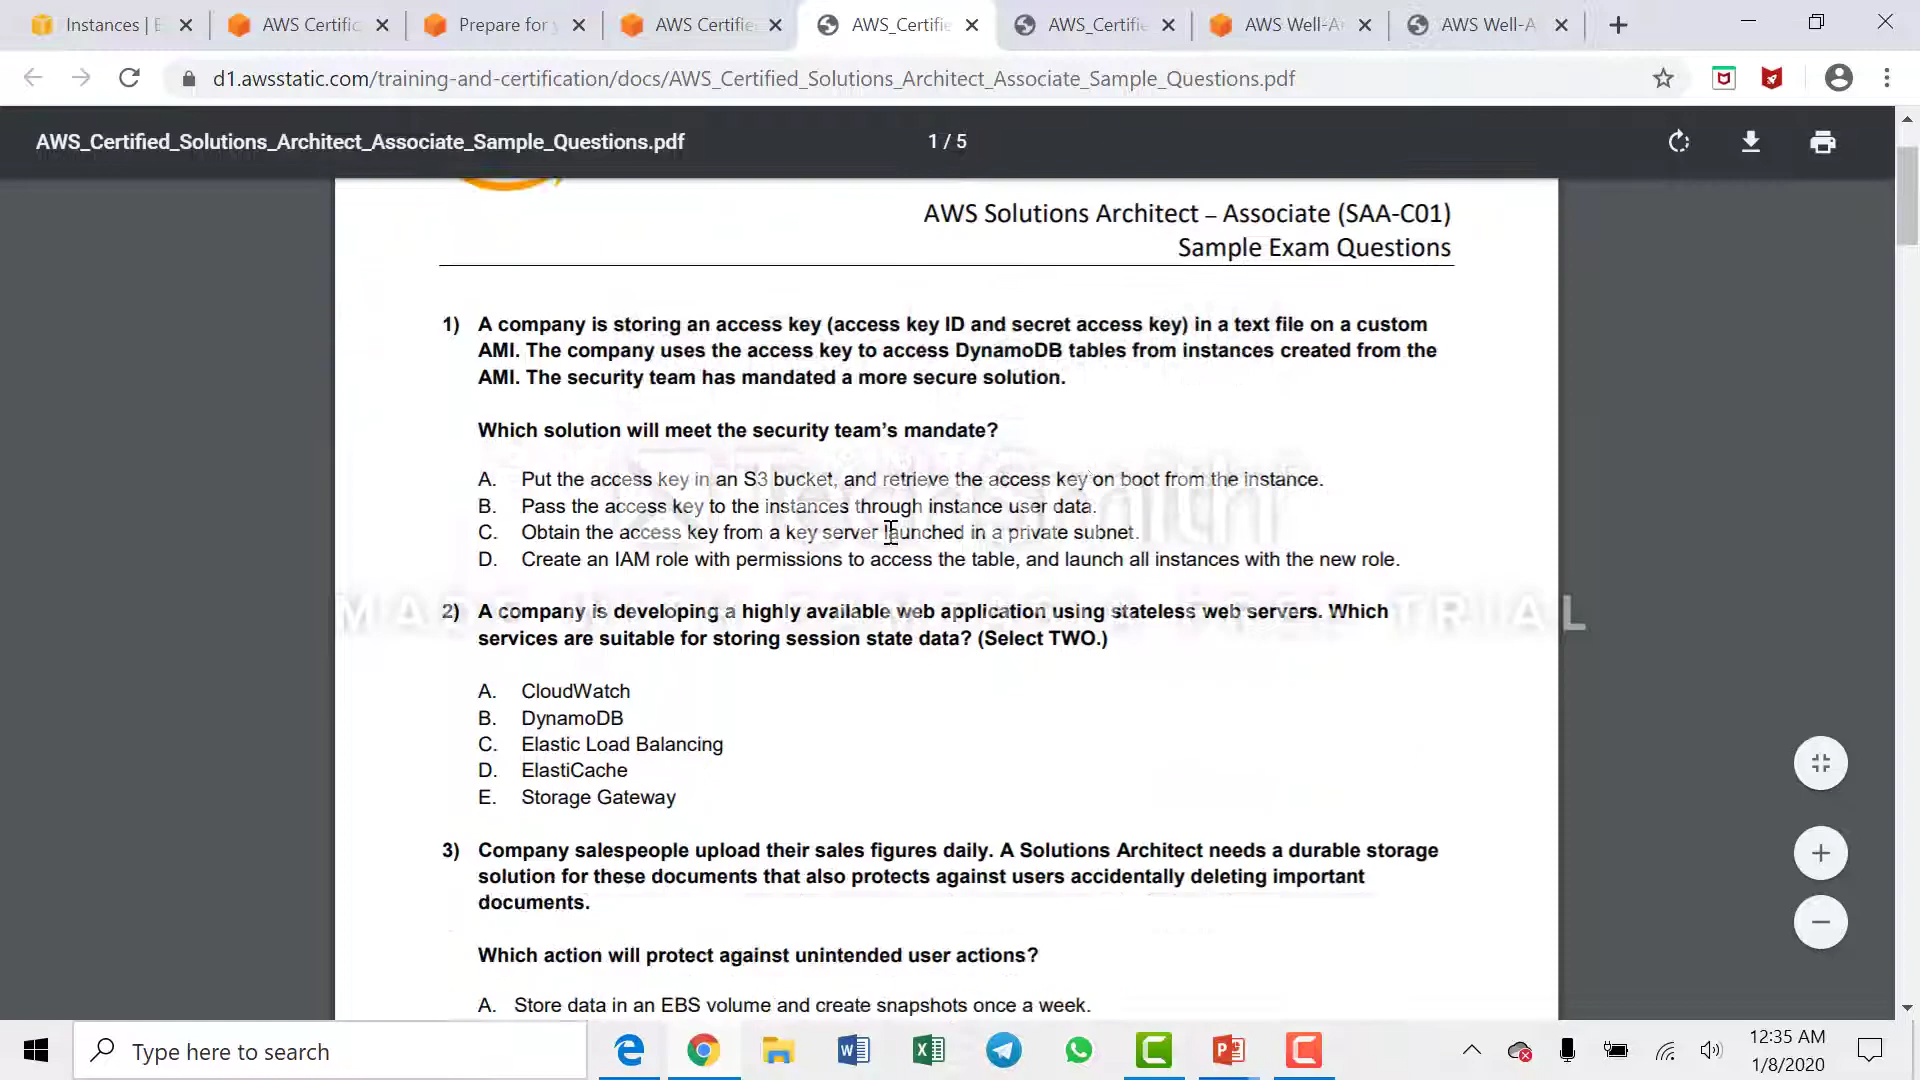 Instances | E
AWS Certific
Prepare for y
AWS Certifie
AWS_Certifie
AWS_Certifie
AWS Well-Ar
AWS Well-A
d1.awsstatic.com/training-and-certification/docs/AWS_Certified_Solutions_Architect_Associate_Sample_Questions.pdf
AWS_Certified_Solutions_Architect_Associate_Sample_Questions.pdf
1 / 5
AWS Solutions Architect – Associate (SAA-C01)
Sample Exam Questions
1) A company is storing an access key (access key ID and secret access key) in a text file on a custom
AMI. The company uses the access key to access DynamoDB tables from instances created from the
AMI. The security team has mandated a more secure solution.
Which solution will meet the security team’s mandate?
A. Put the access key in an S3 bucket, and retrieve the access key on boot from the instance.
B. Pass the access key to the instances through instance user data.
C. Obtain the access key from a key server launched in a private subnet.
D. Create an IAM role with permissions to access the table, and launch all instances with the new role.
TechSmith
2) A company is developing a highly available web application using stateless web servers. Which
services are suitable for storing session state data? (Select TWO.)
MADE WITH CAMTASIA FREE TRIAL
A. CloudWatch
B. DynamoDB
C. Elastic Load Balancing
D. ElastiCache
E. Storage Gateway
3) Company salespeople upload their sales figures daily. A Solutions Architect needs a durable storage
solution for these documents that also protects against users accidentally deleting important
documents.
Which action will protect against unintended user actions?
A. Store data in an EBS volume and create snapshots once a week.
Type here to search
12:35 AM
1/8/2020